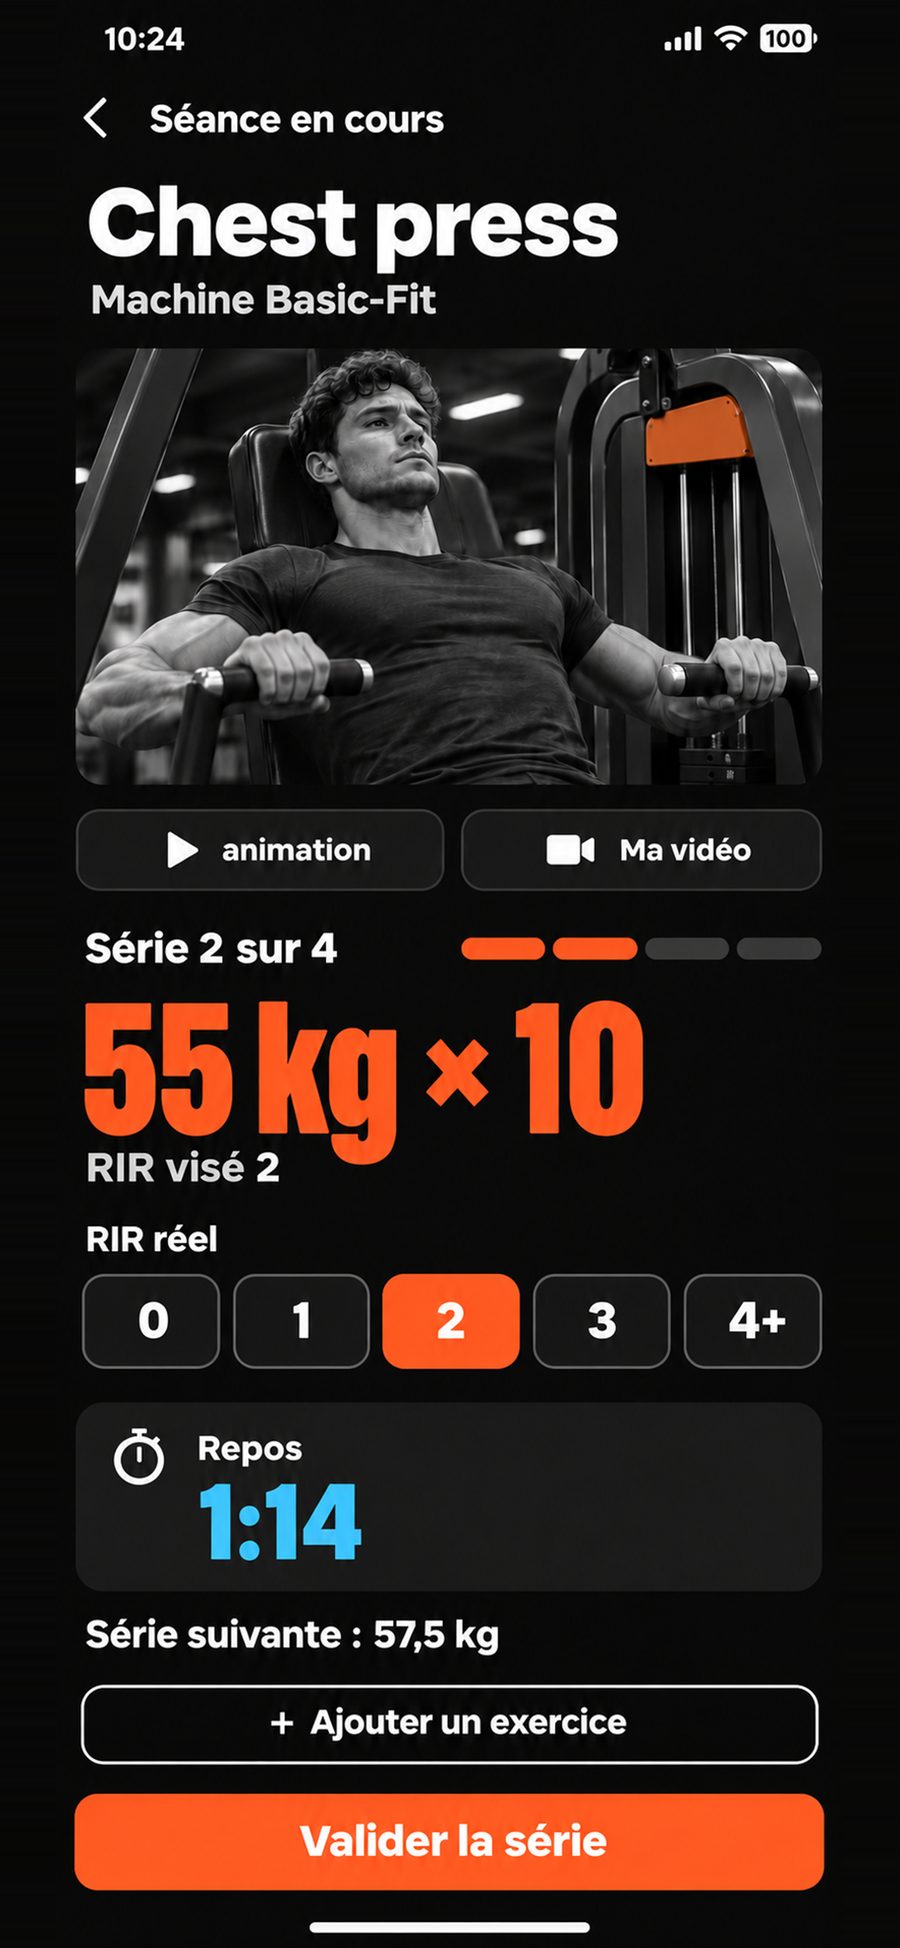 10:24
100
Séance en cours
Chest press
Machine Basic-Fit
animation
Ma vidéo
Série 2 sur 4
55 kg × 10
RIR visé 2
RIR réel
0
1
2
3
4+
Repos
1:14
Série suivante : 57,5 kg
+ Ajouter un exercice
Valider la série